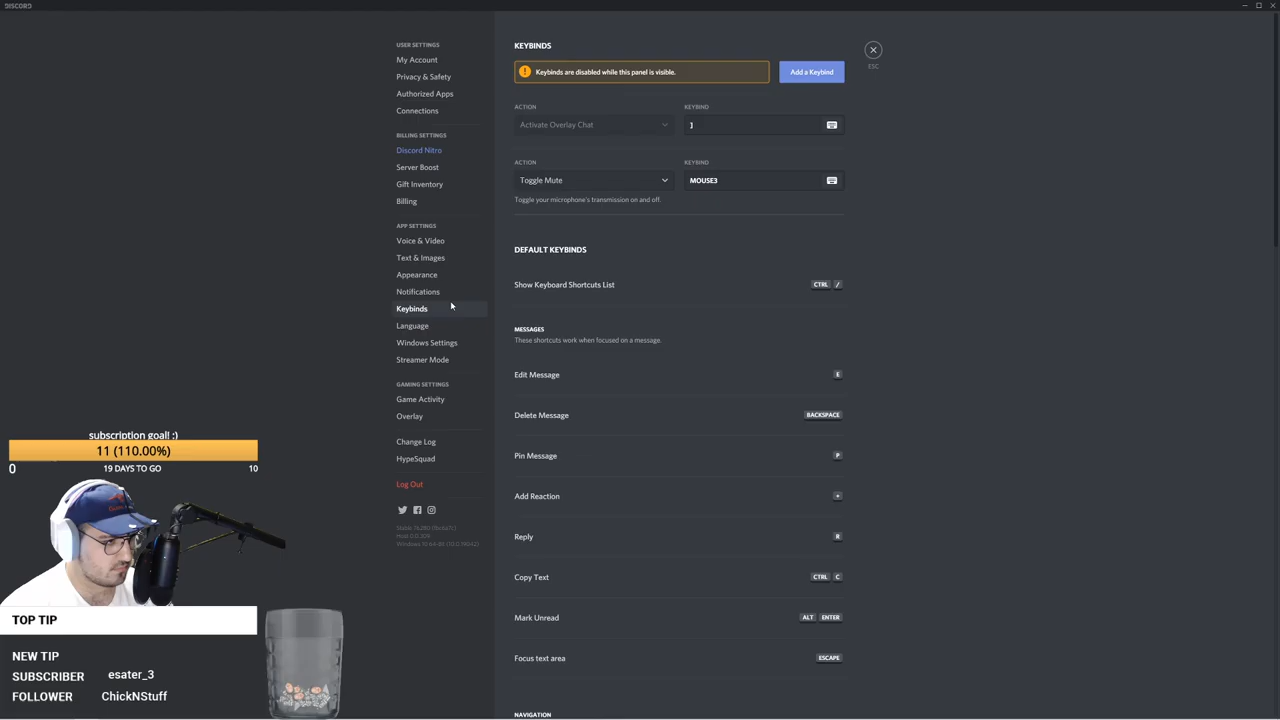 DISCORD
USER SETTINGS
My Account
Privacy & Safety
Authorized Apps
Connections
BILLING SETTINGS
Discord Nitro
Server Boost
Gift Inventory
Billing
APP SETTINGS
Voice & Video
Text & Images
Appearance
Notifications
Keybinds
Language
Windows Settings
Streamer Mode
GAMING SETTINGS
Game Activity
Overlay
Change Log
HypeSquad
Log Out
KEYBINDS
Keybinds are disabled while this panel is visible.
Add a Keybind
ESC
ACTION KEYBIND
Activate Overlay Chat ]
ACTION KEYBIND
Toggle Mute MOUSE3
Toggle your microphone's transmission on and off.
DEFAULT KEYBINDS
Show Keyboard Shortcuts List CTRL /
MESSAGES
These shortcuts work when focused on a message.
Edit Message E
Delete Message BACKSPACE
Pin Message P
Add Reaction +
Reply R
Copy Text CTRL C
Mark Unread ALT ENTER
Focus text area ESCAPE
NAVIGATION
subscription goal! :)
11 (110.00%)
0 19 DAYS TO GO 10
TOP TIP
NEW TIP
SUBSCRIBER esater_3
FOLLOWER ChickNStuff